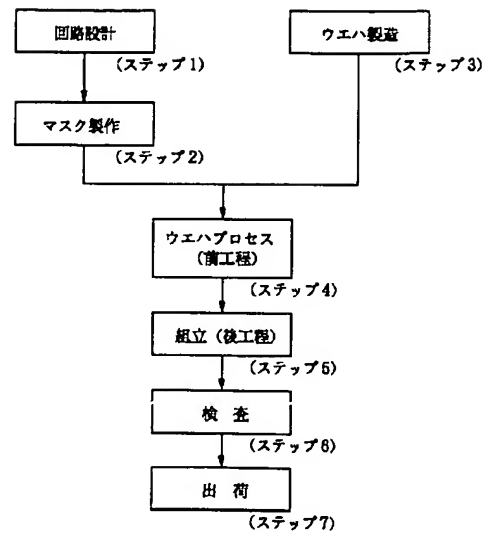 回路設計
(ステップ1)
ウエハ製造
(ステップ3)
マスク製作
(ステップ2)
ウエハプロセス
(前工程)
(ステップ4)
組立(後工程)
(ステップ5)
検 査
(ステップ6)
出 荷
(ステップ7)